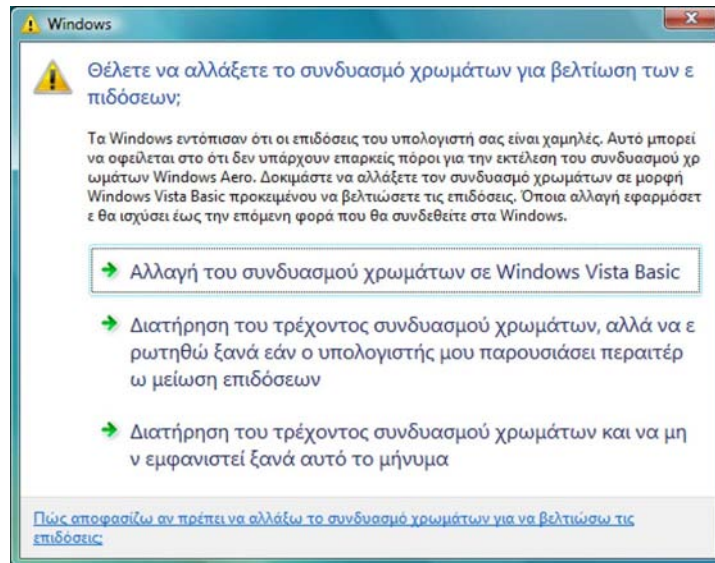 Windows
Θέλετε να αλλάξετε το συνδυασμό χρωμάτων για βελτίωση των ε
πιδόσεων;
Τα Windows εντόπισαν ότι οι επιδόσεις του υπολογιστή σας είναι χαμηλές. Αυτό μπορεί
να οφείλεται στο ότι δεν υπάρχουν επαρκείς πόροι για την εκτέλεση του συνδυασμού χρ
ωμάτων Windows Aero. Δοκιμάστε να αλλάξετε τον συνδυασμό χρωμάτων σε μορφή
Windows Vista Basic προκειμένου να βελτιώσετε τις επιδόσεις. Όποια αλλαγή εφαρμόσετ
ε θα ισχύσει έως την επόμενη φορά που θα συνδεθείτε στα Windows.
Αλλαγή του συνδυασμού χρωμάτων σε Windows Vista Basic
Διατήρηση του τρέχοντος συνδυασμού χρωμάτων, αλλά να ε
ρωτηθώ ξανά εάν ο υπολογιστής μου παρουσιάσει περαιτέρ
ω μείωση επιδόσεων
Διατήρηση του τρέχοντος συνδυασμού χρωμάτων και να μη
ν εμφανιστεί ξανά αυτό το μήνυμα
Πώς αποφασίζω αν πρέπει να αλλάξω το συνδυασμό χρωμάτων για να βελτιώσω τις
επιδόσεις;